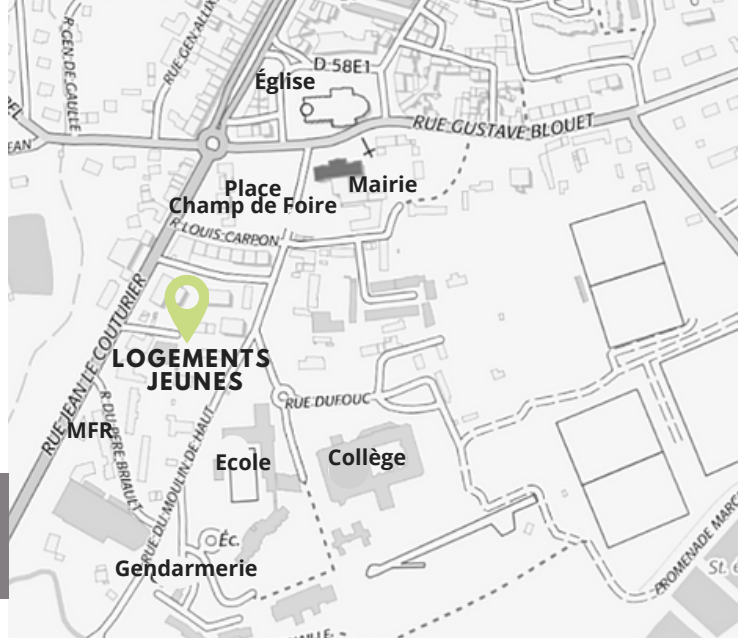 R GEN DE GAULLE
RUE GEN ALLIX
D 58E1
Église
RUE GUSTAVE BLOUET
Mairie
Place
Champ de Foire
R LOUIS CARPON
RUE JEAN LE COUTURIER
LOGEMENTS
JEUNES
RUE DUFOUC
R DU PERE BRIAULT
MFR
RUE DU MOULIN DE HAUT
Ecole
Collège
Éc.
Gendarmerie
PROMENADE MARC
St.